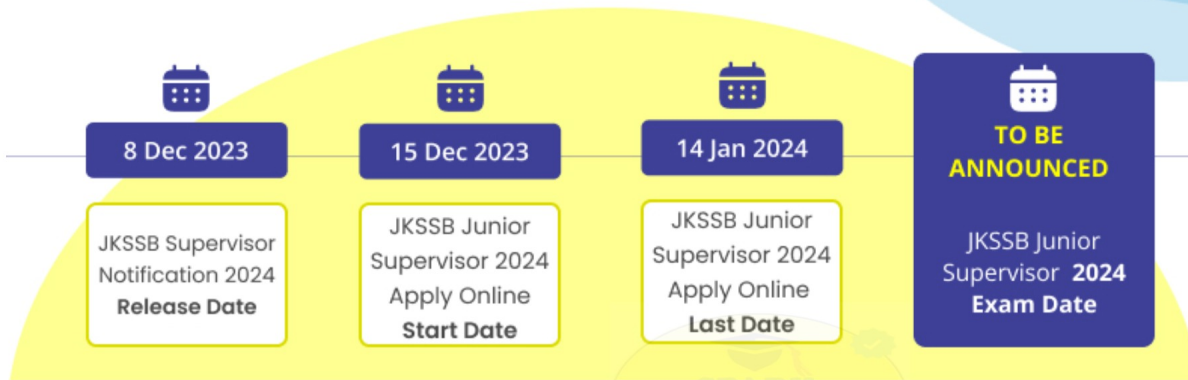 8 Dec 2023
JKSSB Supervisor
Notification 2024
Release Date
15 Dec 2023
JKSSB Junior
Supervisor 2024
Apply Online
Start Date
14 Jan 2024
JKSSB Junior
Supervisor 2024
Apply Online
Last Date
TO BE
ANNOUNCED
JKSSB Junior
Supervisor 2024
Exam Date